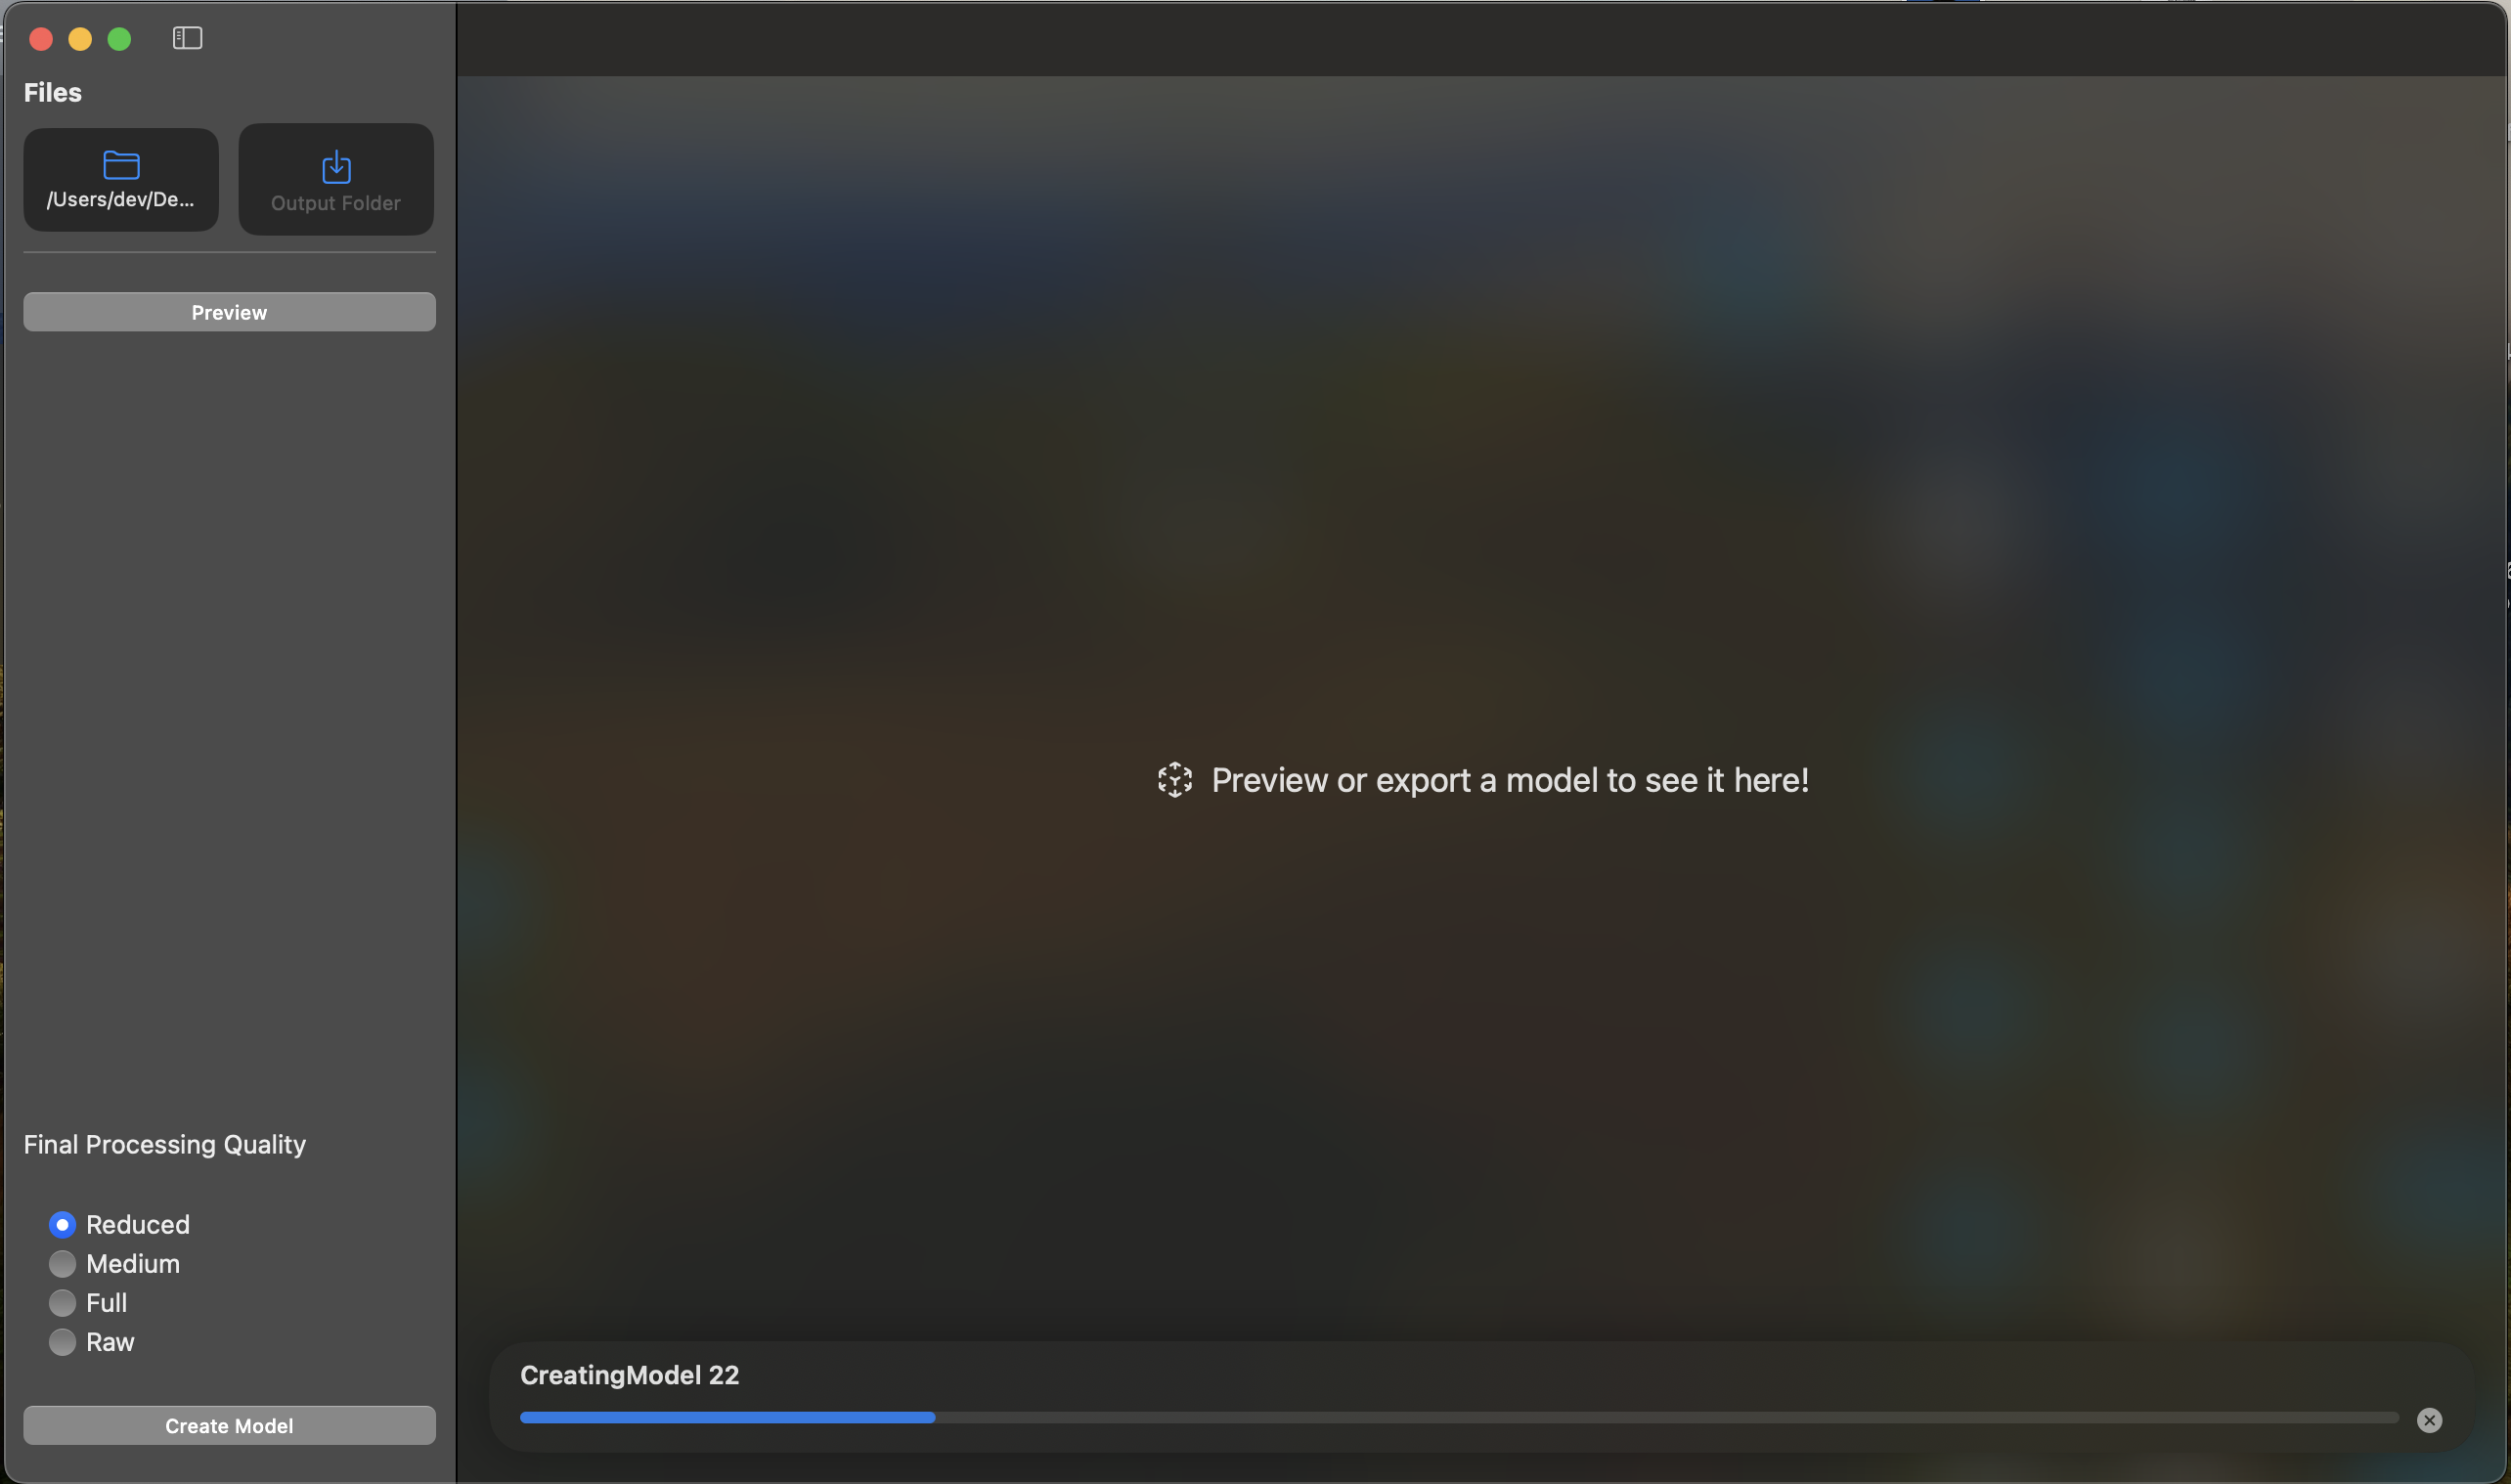 Files
/Users/dev/De...
Output Folder
Preview
Preview or export a model to see it here!
Final Processing Quality
Reduced
Medium
Full
Raw
Create Model
CreatingModel 22